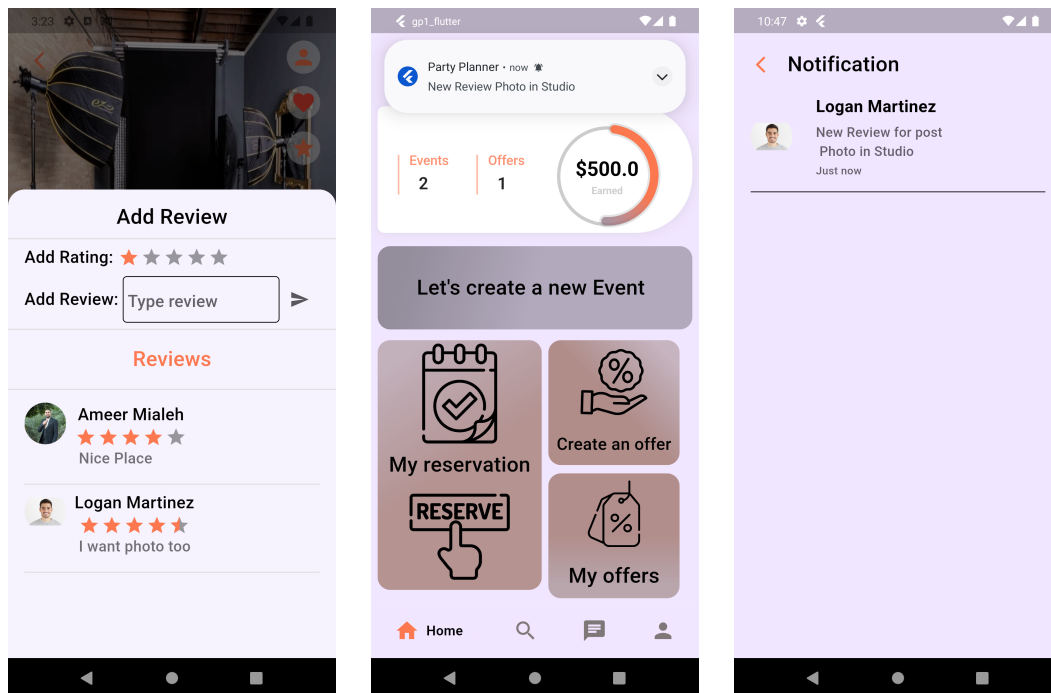 3:23
Add Review
Add Rating:
Add Review: Type review
Reviews
Ameer Mialeh
Nice Place
Logan Martinez
I want photo too
gp1_flutter
Party Planner • now
New Review Photo in Studio
Events
2
Offers
1
$500.0
Earned
Let's create a new Event
My reservation
RESERVE
%
Create an offer
%
My offers
Home
10:47
Notification
Logan Martinez
New Review for post
Photo in Studio
Just now